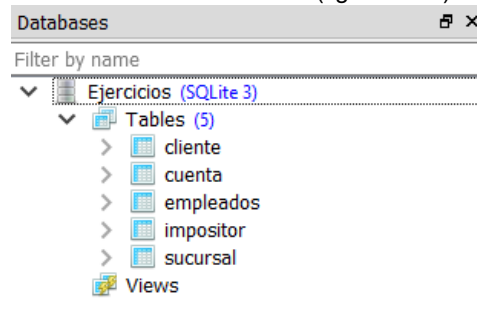 Databases
Filter by name
Ejercicios (SQLite 3)
Tables (5)
cliente
cuenta
empleados
impositor
sucursal
Views